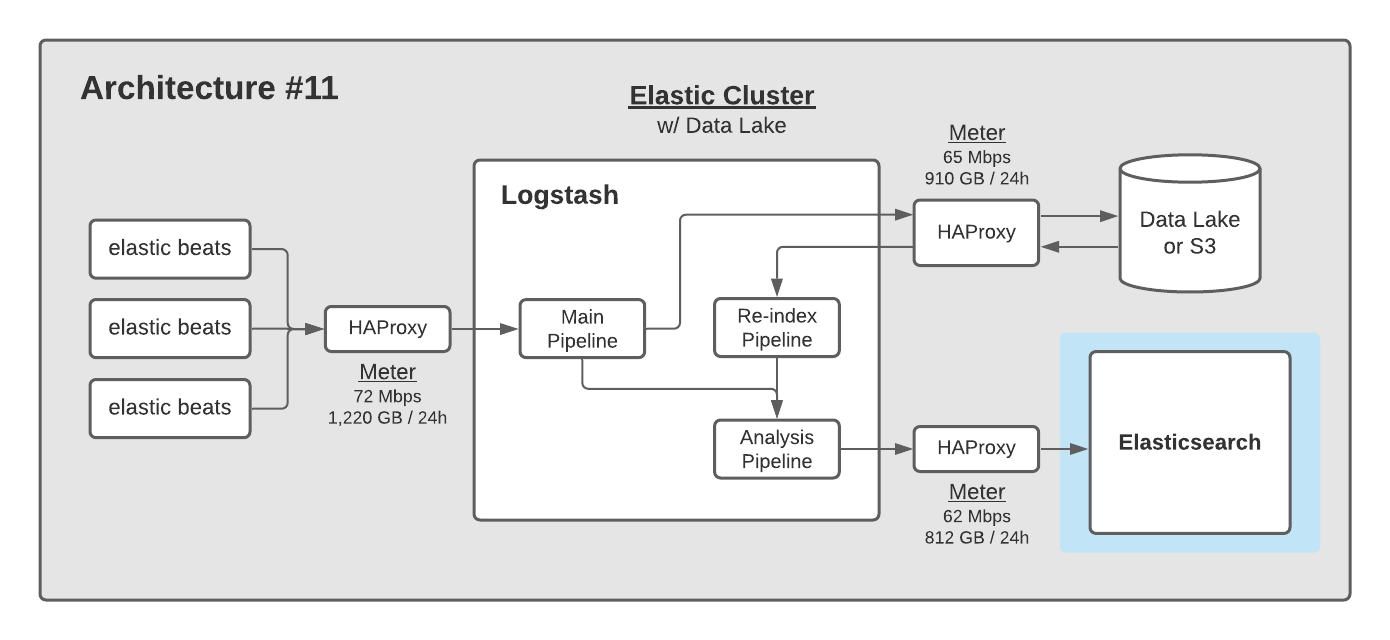 Architecture #11
Elastic Cluster
w/ Data Lake
elastic beats
elastic beats
elastic beats
HAProxy
Meter
72 Mbps
1,220 GB / 24h
Logstash
Main
Pipeline
Re-index
Pipeline
Analysis
Pipeline
Meter
65 Mbps
910 GB / 24h
HAProxy
Data Lake
or S3
HAProxy
Meter
62 Mbps
812 GB / 24h
Elasticsearch